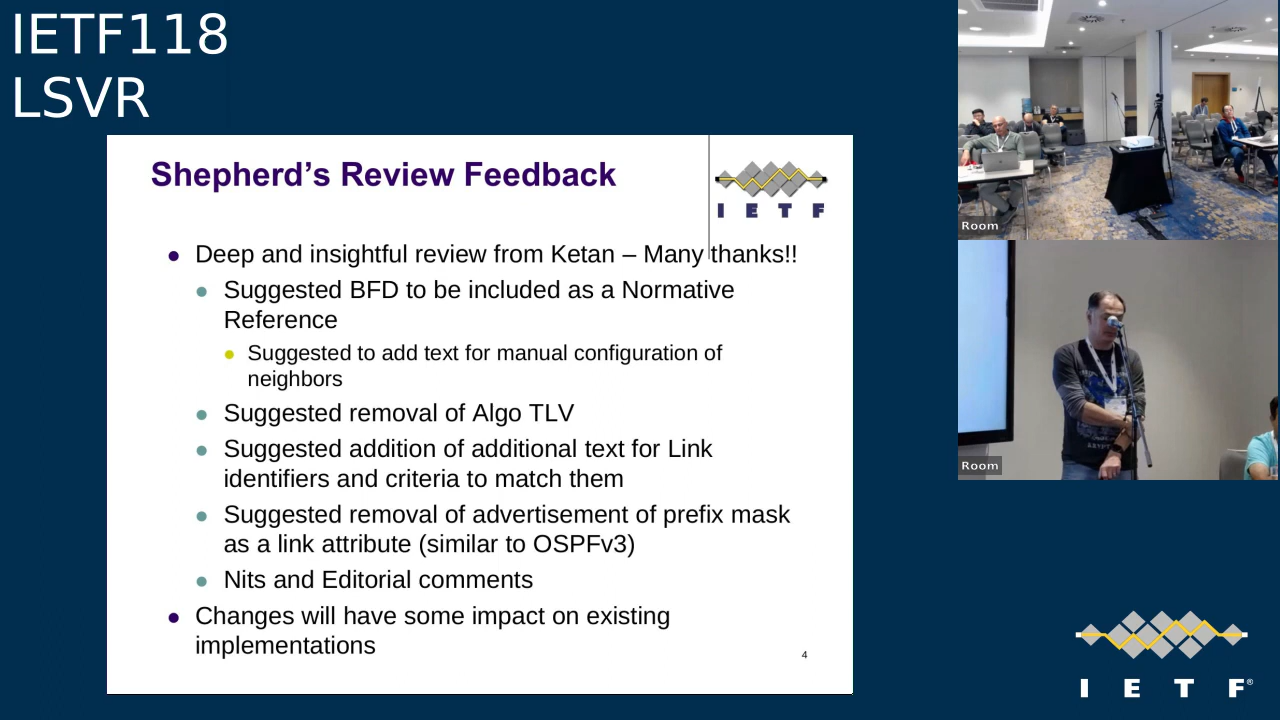 IETF118
LSVR
Shepherd’s Review Feedback
I E T F
Deep and insightful review from Ketan – Many thanks!!
Suggested BFD to be included as a Normative
Reference
Suggested to add text for manual configuration of
neighbors
Suggested removal of Algo TLV
Suggested addition of additional text for Link
identifiers and criteria to match them
Suggested removal of advertisement of prefix mask
as a link attribute (similar to OSPFv3)
Nits and Editorial comments
Changes will have some impact on existing
implementations
4
Room
Room
I E T F®